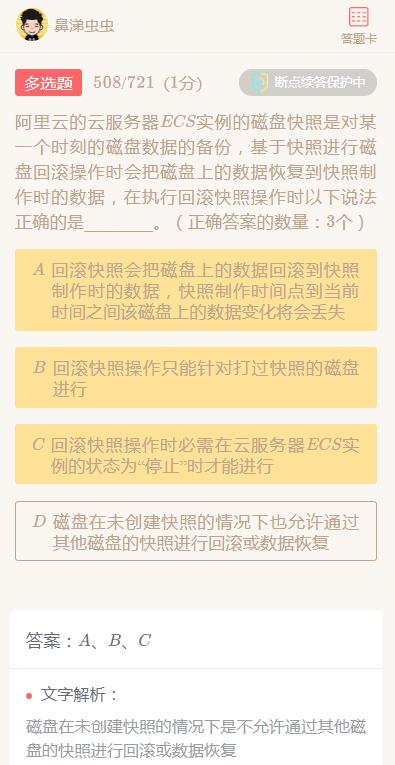 鼻涕虫虫
答题卡
多选题 508/721 (1分) 断点续答保护中
阿里云的云服务器ECS实例的磁盘快照是对某
一个时刻的磁盘数据的备份，基于快照进行磁
盘回滚操作时会把磁盘上的数据恢复到快照制
作时的数据，在执行回滚快照操作时以下说法
正确的是________。（正确答案的数量：3个）
A 回滚快照会把磁盘上的数据回滚到快照
制作时的数据，快照制作时间点到当前
时间之间该磁盘上的数据变化将会丢失
B 回滚快照操作只能针对打过快照的磁盘
进行
C 回滚快照操作时必需在云服务器ECS实
例的状态为“停止”时才能进行
D 磁盘在未创建快照的情况下也允许通过
其他磁盘的快照进行回滚或数据恢复
答案：A、B、C
文字解析：
磁盘在未创建快照的情况下是不允许通过其他磁
盘的快照进行回滚或数据恢复